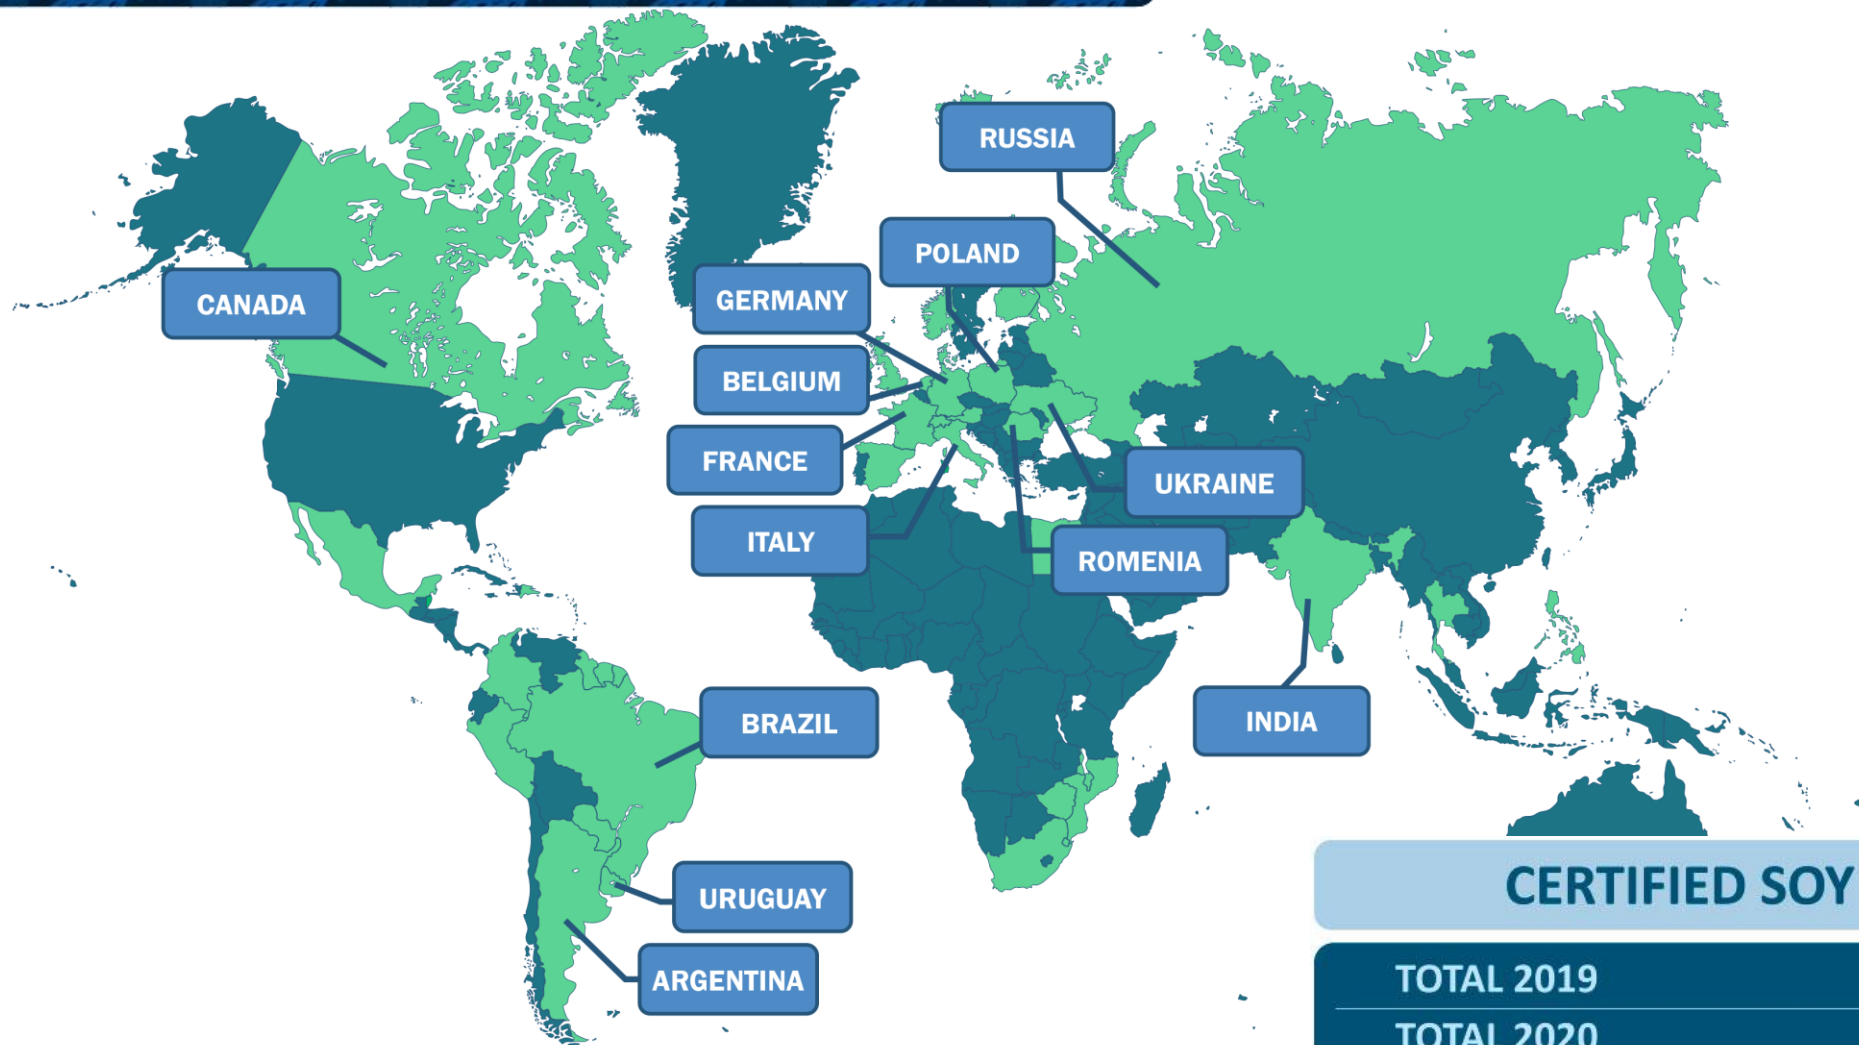 RUSSIA
POLAND
GERMANY
CANADA
BELGIUM
FRANCE
UKRAINE
ITALY
ROMENIA
BRAZIL
INDIA
URUGUAY
ARGENTINA
CERTIFIED SOY
TOTAL 2019
TOTAL 2020